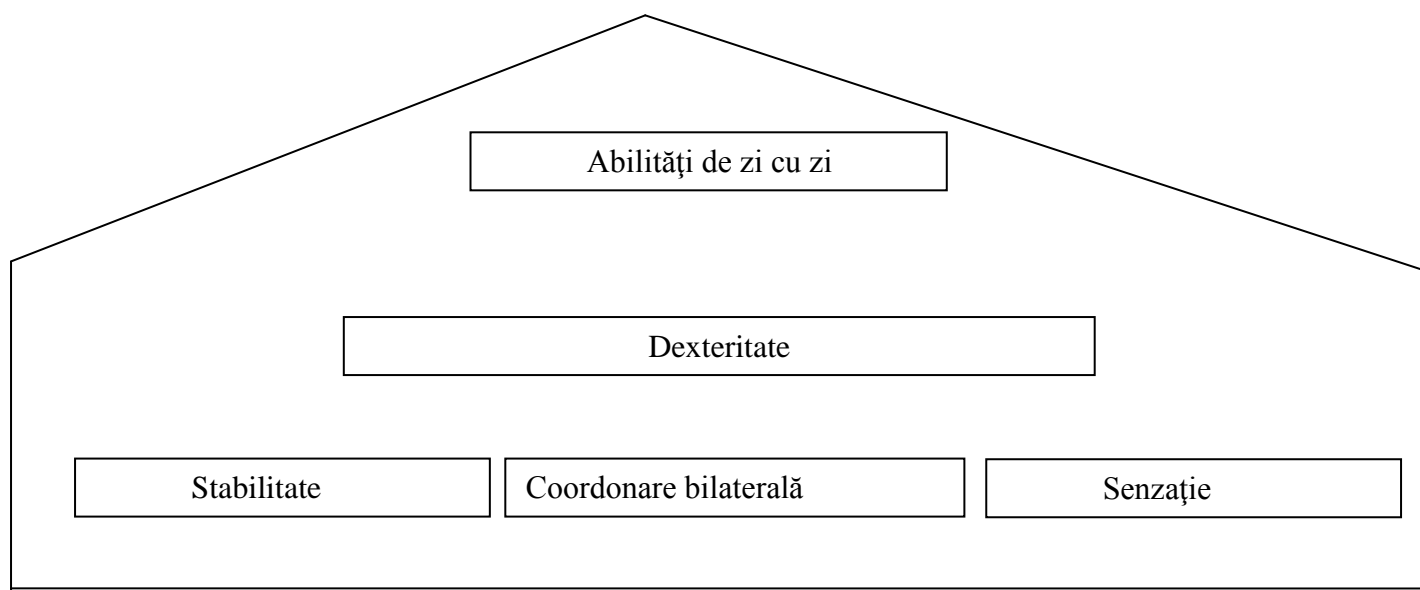 Abilităţi de zi cu zi
Dexteritate
Stabilitate
Coordonare bilaterală
Senzaţie